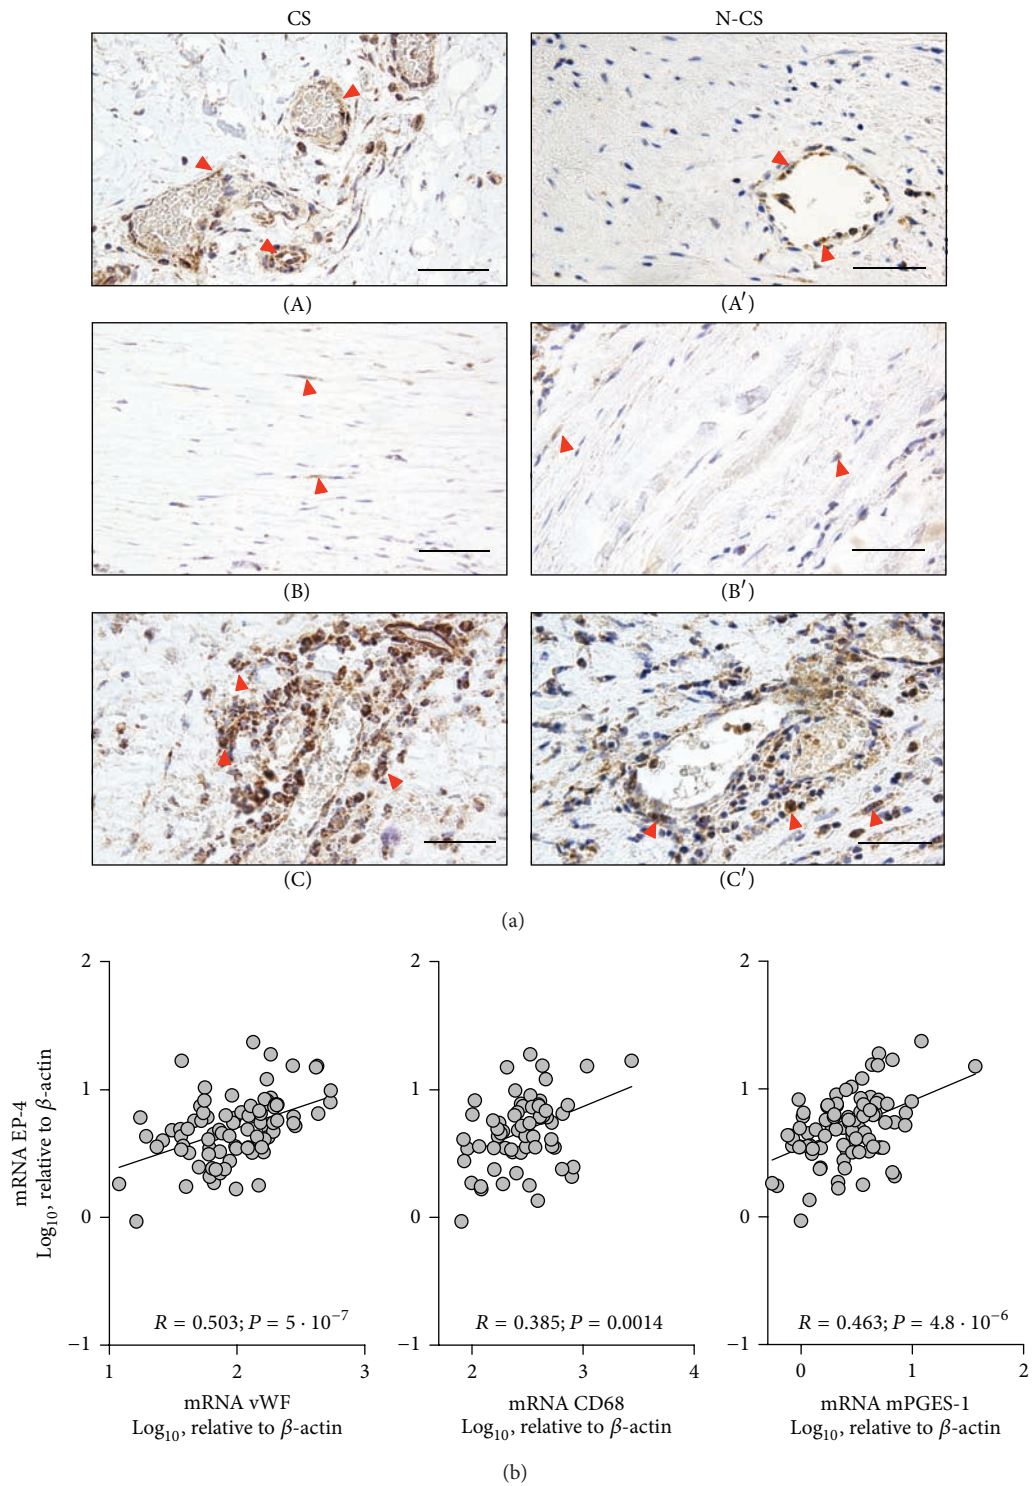 CS
N-CS
(A)
(A′)
(B)
(B′)
(C)
(C′)
(a)
mRNA EP-4
Log10, relative to β-actin
2
1
0
−1
R = 0.503; P = 5 · 10−7
1
2
3
mRNA vWF
Log10, relative to β-actin
2
1
0
−1
R = 0.385; P = 0.0014
2
3
4
mRNA CD68
Log10, relative to β-actin
2
1
0
−1
R = 0.463; P = 4.8 · 10−6
0
1
2
mRNA mPGES-1
Log10, relative to β-actin
(b)